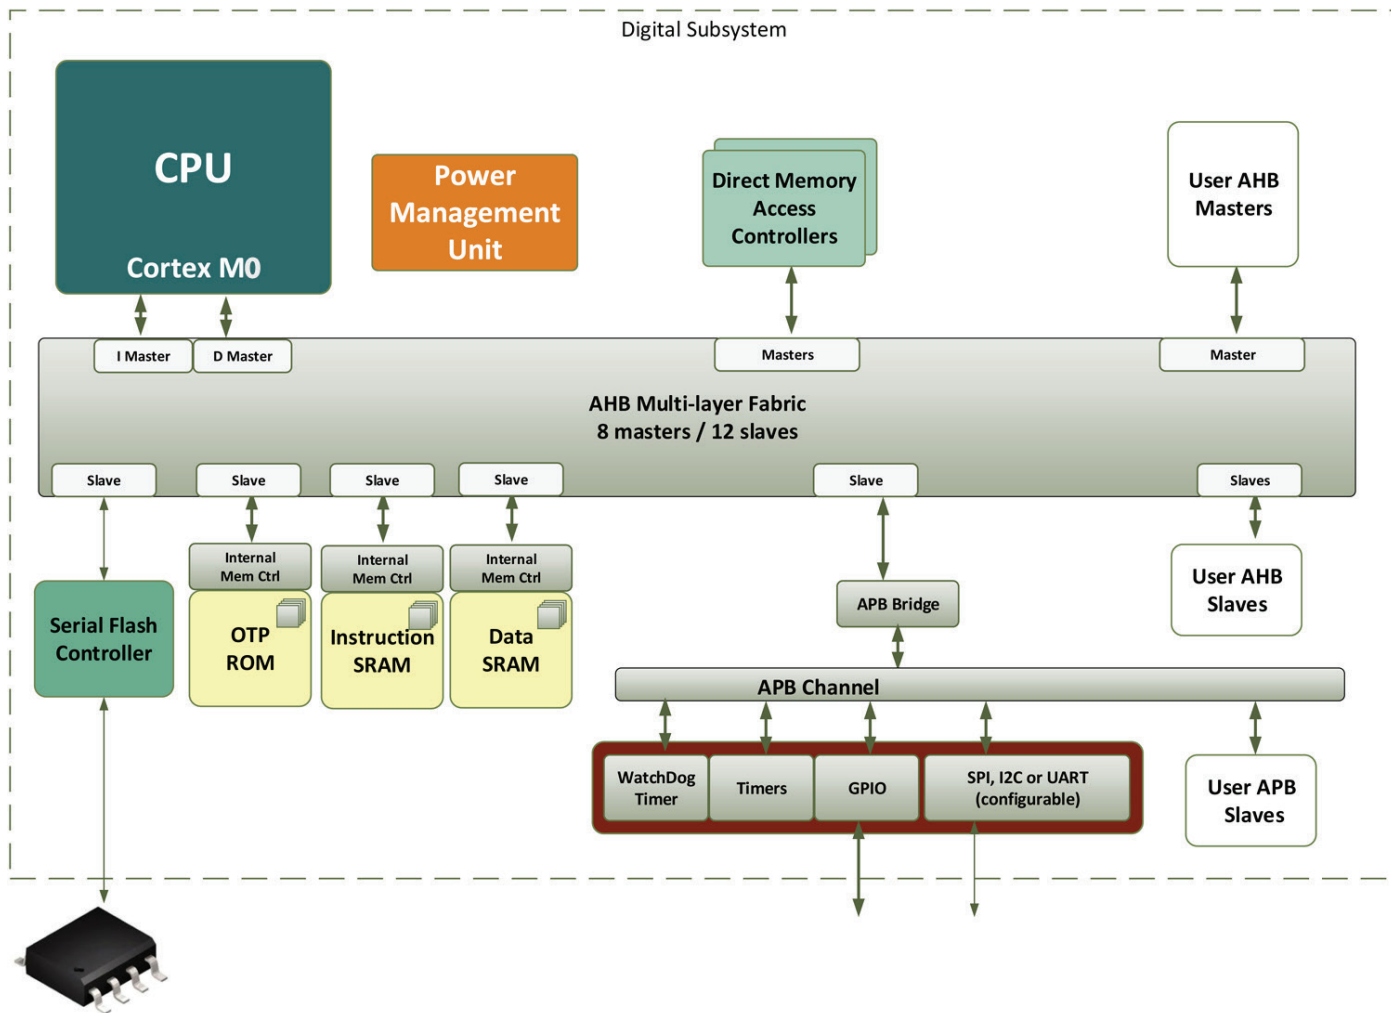 Digital Subsystem
CPU
Cortex M0
Power
Management
Unit
Direct Memory
Access
Controllers
User AHB
Masters
I Master
D Master
Masters
Master
AHB Multi-layer Fabric
8 masters / 12 slaves
Slave
Slave
Slave
Slave
Slave
Slaves
Internal
Mem Ctrl
Internal
Mem Ctrl
Internal
Mem Ctrl
Serial Flash
Controller
OTP
ROM
Instruction
SRAM
Data
SRAM
APB Bridge
User AHB
Slaves
APB Channel
WatchDog
Timer
Timers
GPIO
SPI, I2C or UART
(configurable)
User APB
Slaves